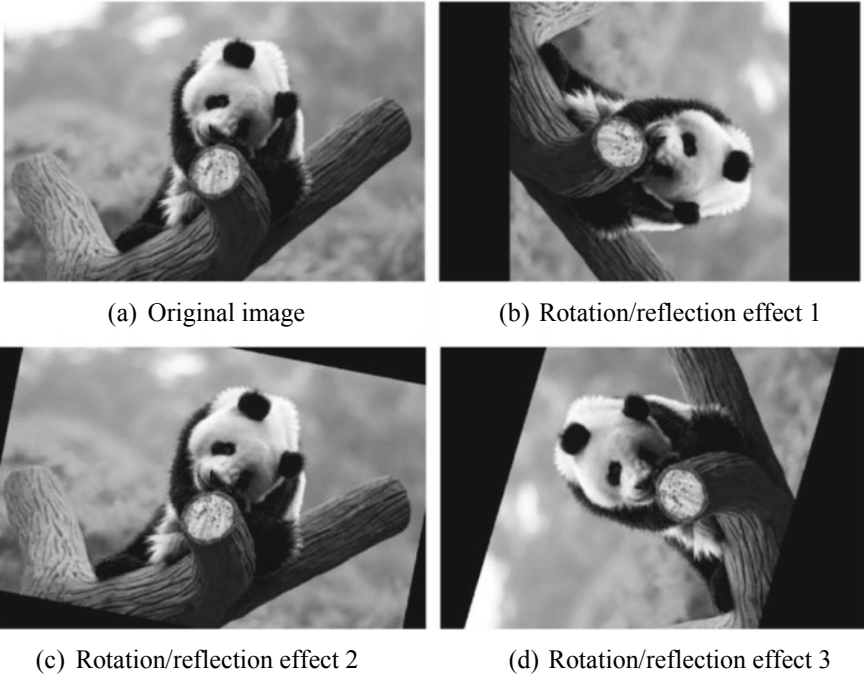 (a) Original image
(b) Rotation/reflection effect 1
(c) Rotation/reflection effect 2
(d) Rotation/reflection effect 3